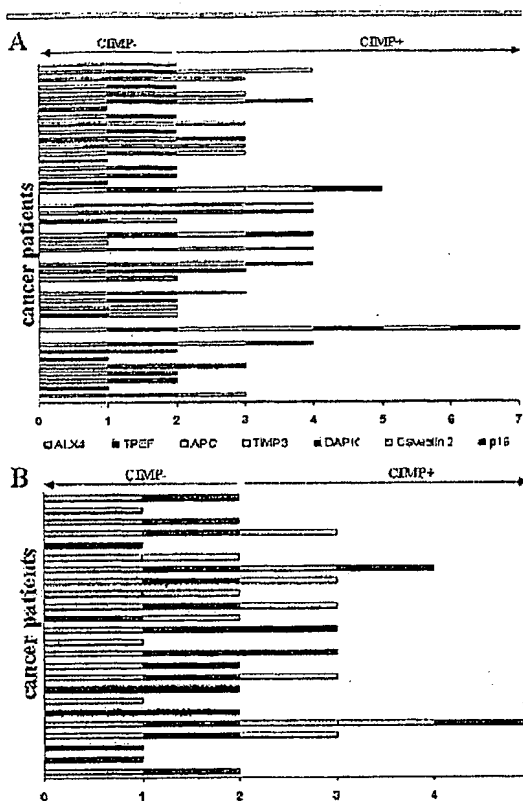 A
CIMP- CIMP+
cancer patients
0 1 2 3 4 5 6 7
ALX4 TPEF APC TIMP3 DAPK p16
B
CIMP- CIMP+
cancer patients
0 1 2 3 4